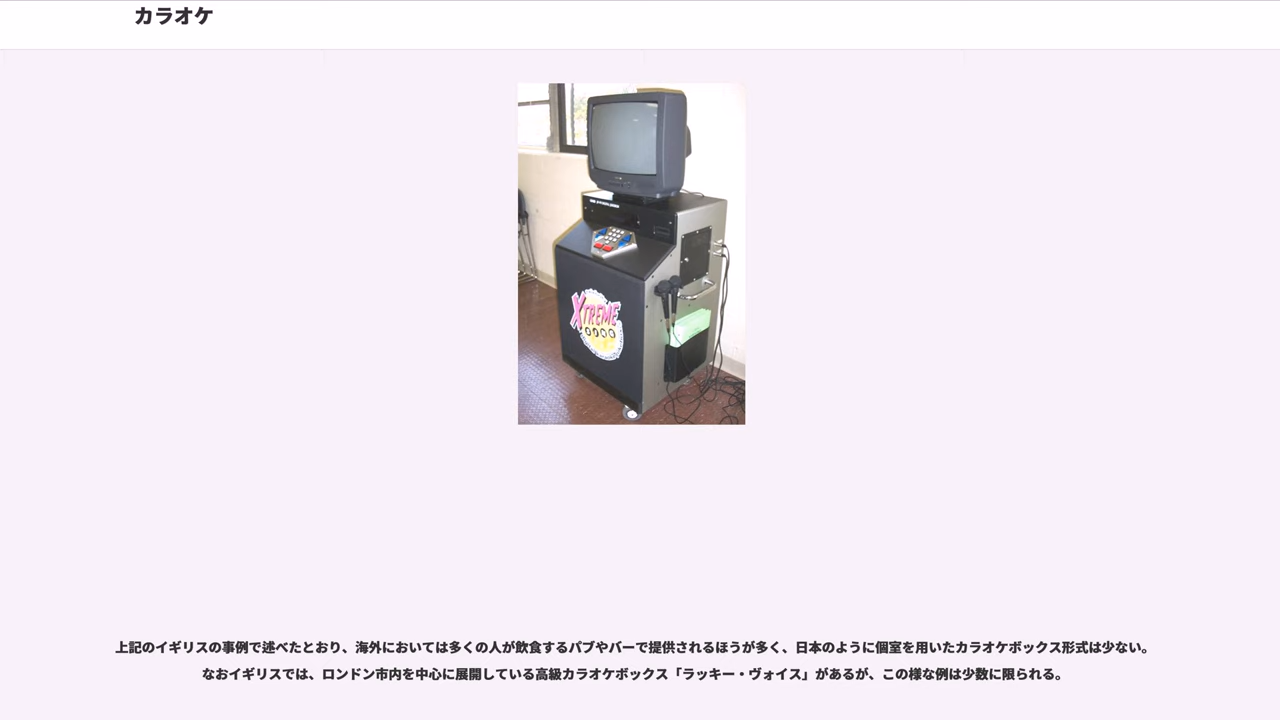 カラオケ
XTREME
上記のイギリスの事例で述べたとおり、海外においては多くの人が飲食するパブやバーで提供されるほうが多く、日本のように個室を用いたカラオケボックス形式は少ない。
なおイギリスでは、ロンドン市内を中心に展開している高級カラオケボックス「ラッキー・ヴォイス」があるが、この様な例は少数に限られる。